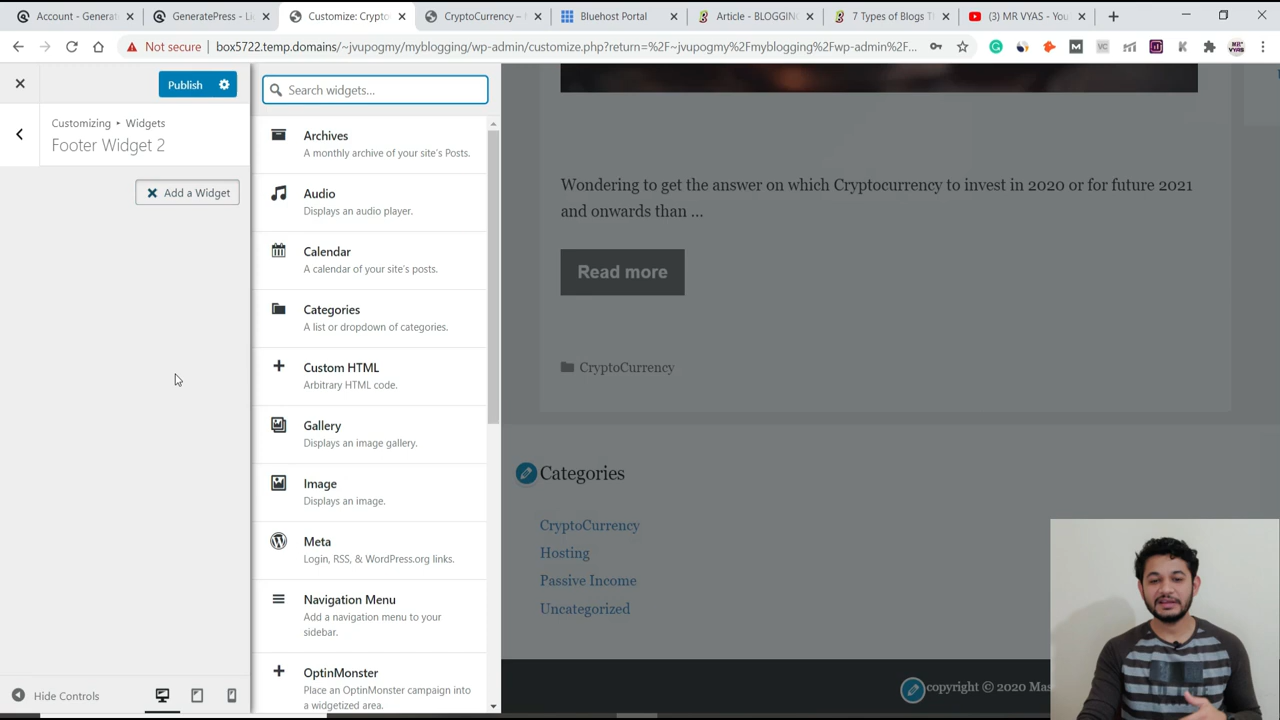 Account - Generat
GeneratePress - Li
Customize: Crypto
CryptoCurrency –
Bluehost Portal
Article - BLOGGIN
7 Types of Blogs Th
(3) MR VYAS - You
Not secure
box5722.temp.domains/~jvupogmy/myblogging/wp-admin/customize.php?return=%2F~jvupogmy%2Fmyblogging%2Fwp-admin%2F...
Publish
Customizing ▸ Widgets
Footer Widget 2
Add a Widget
Search widgets...
Archives
A monthly archive of your site's Posts.
Audio
Displays an audio player.
Calendar
A calendar of your site's posts.
Categories
A list or dropdown of categories.
Custom HTML
Arbitrary HTML code.
Gallery
Displays an image gallery.
Image
Displays an image.
Meta
Login, RSS, & WordPress.org links.
Navigation Menu
Add a navigation menu to your
sidebar.
OptinMonster
Place an OptinMonster campaign into
a widgetized area.
Hide Controls
Wondering to get the answer on which Cryptocurrency to invest in 2020 or for future 2021
and onwards than ...
Read more
CryptoCurrency
Categories
CryptoCurrency
Hosting
Passive Income
Uncategorized
copyright © 2020 Mas